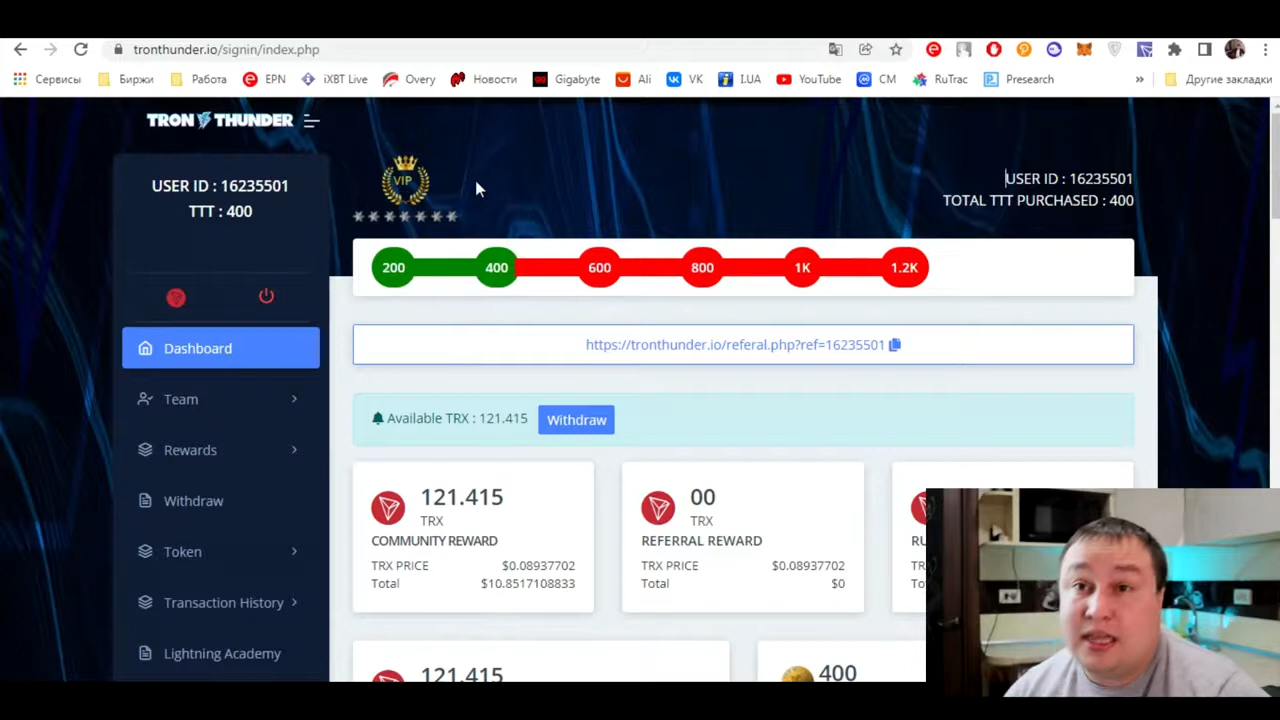 tronthunder.io/signin/index.php
Сервисы Биржи Работа EPN iXBT Live Overy Новости Gigabyte Ali VK I.UA YouTube CM RuTrac Presearch » Другие закладки
TRON THUNDER
USER ID : 16235501
TTT : 400
VIP
USER ID : 16235501
TOTAL TTT PURCHASED : 400
200 400 600 800 1K 1.2K
https://tronthunder.io/referal.php?ref=16235501
Dashboard
Team
Rewards
Withdraw
Token
Transaction History
Lightning Academy
Available TRX : 121.415 Withdraw
121.415
TRX
COMMUNITY REWARD
TRX PRICE $0.08937702
Total $10.8517108833
00
TRX
REFERRAL REWARD
TRX PRICE $0.08937702
Total $0
RU
TR
To
121.415
400